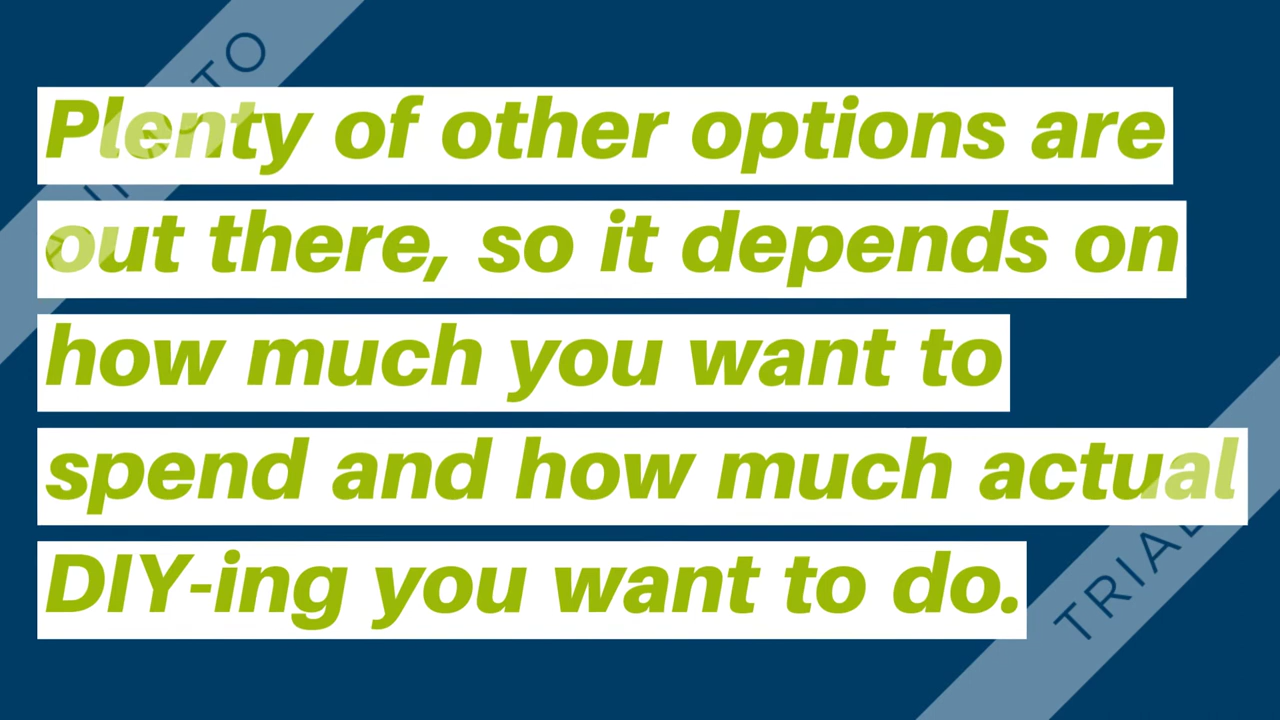 Plenty of other options are
out there, so it depends on
how much you want to
spend and how much actual
DIY-ing you want to do.
TRIAL